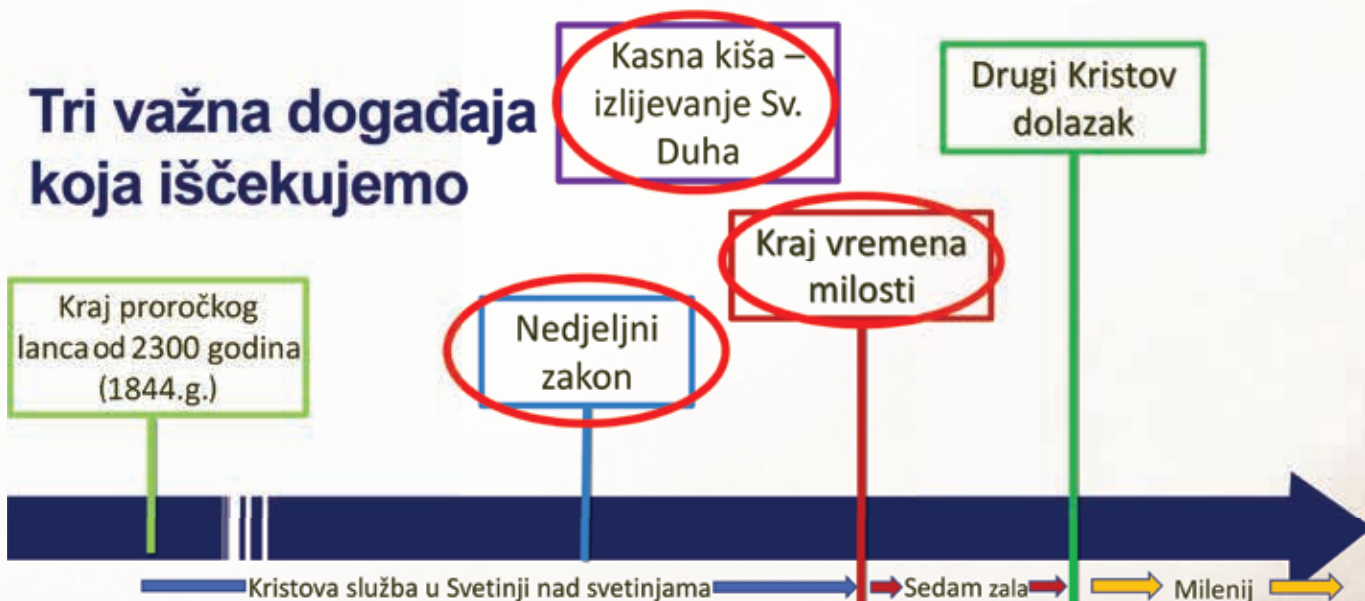 Tri važna događaja
koja iščekujemo
Kasna kiša –
izlijevanje Sv.
Duha
Drugi Kristov
dolazak
Kraj vremena
milosti
Kraj proročkog
lanca od 2300 godina
(1844.g.)
Nedjeljni
zakon
Kristova služba u Svetinji nad svetinjama
Sedam zala
Milenij